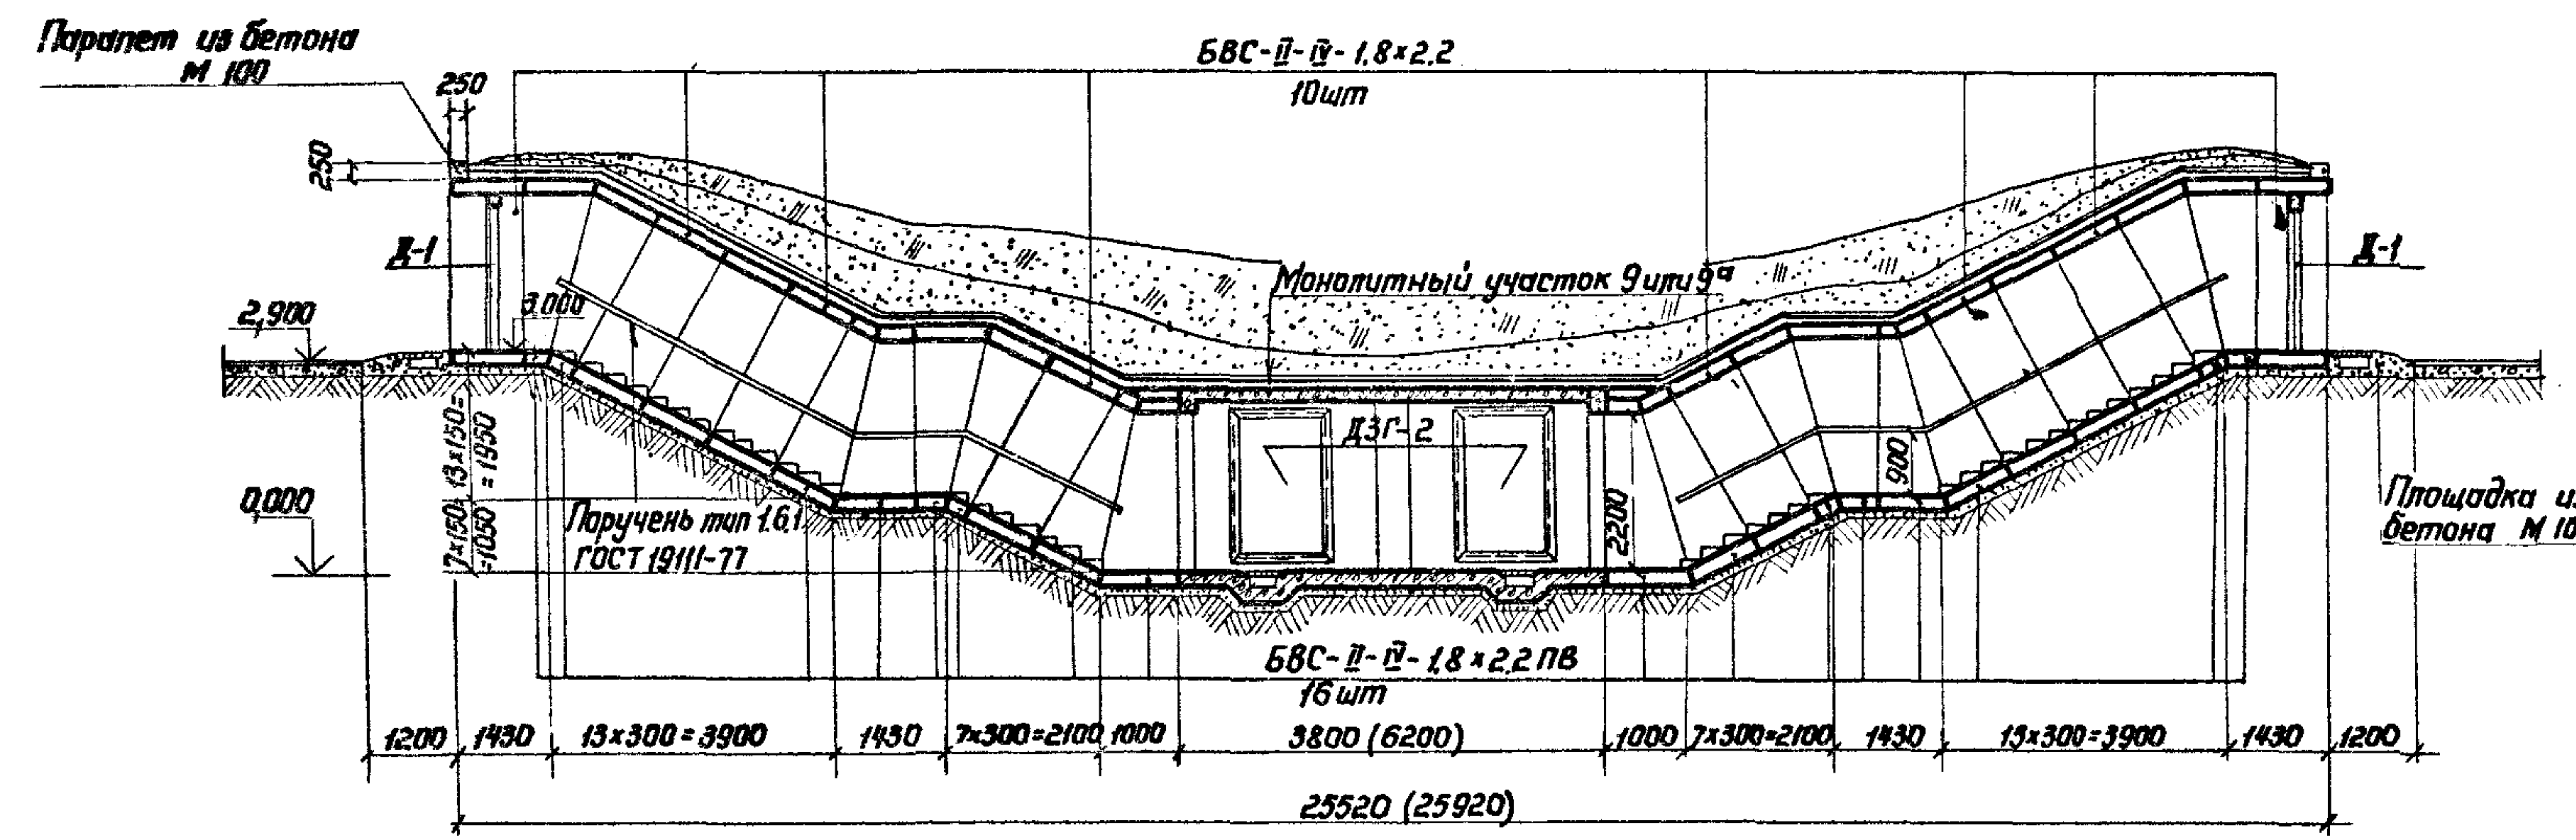 Парапет из бетона
М 100
250
250
БВС-II-IV-1.8×2.2
10шт
Д-1
Д-1
Монолитный участок 9 или 9а
2,900
3.000
0,000
7×150= 13×150=
=1050 =1950
Поручень тип 1.6.1
ГОСТ 19111-77
ДЗГ-2
2200
900
Площадка из
бетона М 10
БВС-II-IV-1,8×2.2 ПВ
16 шт
1200 1430 13×300=3900 1430 7×300=2100 1000 3800 (6200) 1000 7×300=2100 1430 13×300=3900 1430 1200
25520 (25920)